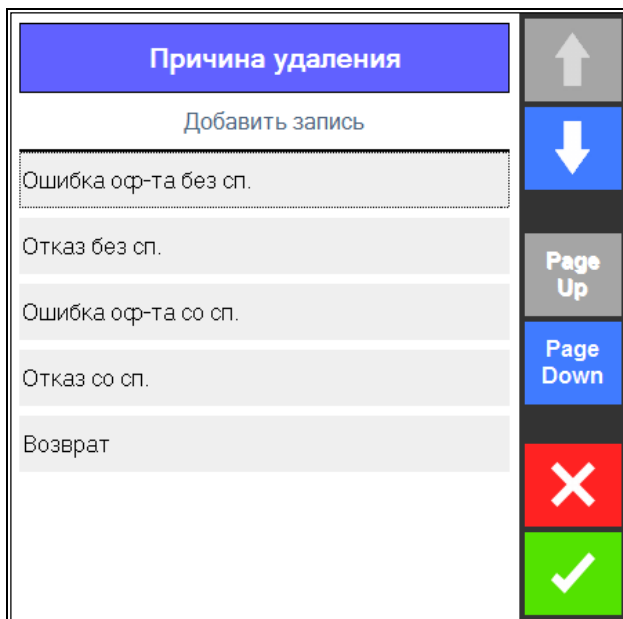 Причина удаления
Добавить запись
Ошибка оф-та без сп.
Отказ без сп.
Ошибка оф-та со сп.
Отказ со сп.
Возврат
Page
Up
Page
Down